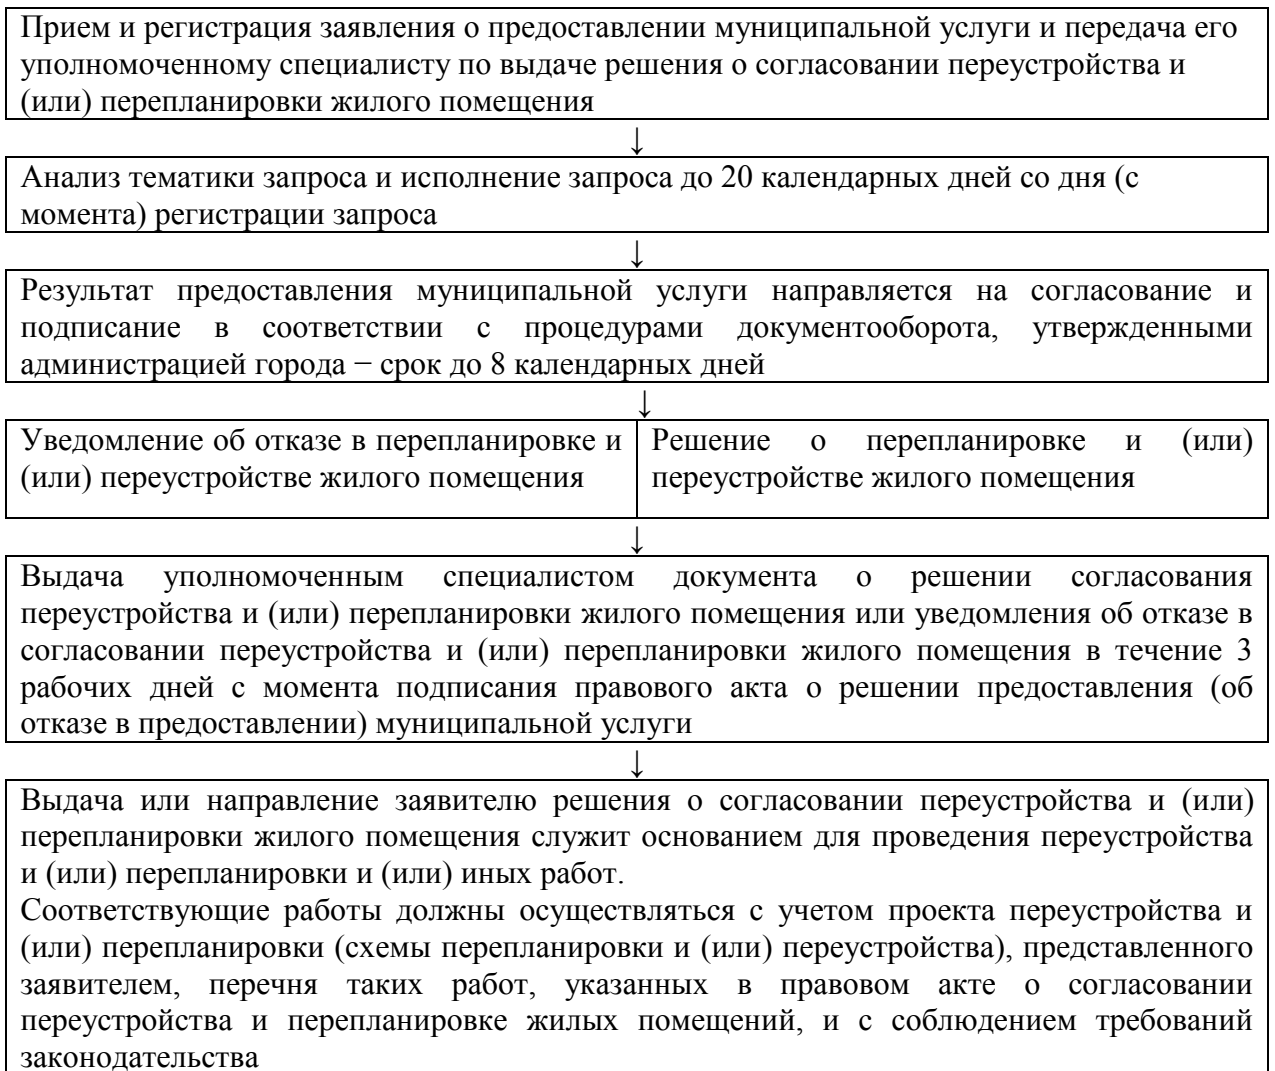 Прием и регистрация заявления о предоставлении муниципальной услуги и передача его
уполномоченному специалисту по выдаче решения о согласовании переустройства и
(или) перепланировки жилого помещения
↓
Анализ тематики запроса и исполнение запроса до 20 календарных дней со дня (с
момента) регистрации запроса
↓
Результат предоставления муниципальной услуги направляется на согласование и
подписание в соответствии с процедурами документооборота, утвержденными
администрацией города − срок до 8 календарных дней
↓
Уведомление об отказе в перепланировке и
(или) переустройстве жилого помещения
Решение о перепланировке и (или)
переустройстве жилого помещения
↓
Выдача уполномоченным специалистом документа о решении согласования
переустройства и (или) перепланировки жилого помещения или уведомления об отказе в
согласовании переустройства и (или) перепланировки жилого помещения в течение 3
рабочих дней с момента подписания правового акта о решении предоставления (об
отказе в предоставлении) муниципальной услуги
↓
Выдача или направление заявителю решения о согласовании переустройства и (или)
перепланировки жилого помещения служит основанием для проведения переустройства
и (или) перепланировки и (или) иных работ.
Соответствующие работы должны осуществляться с учетом проекта переустройства и
(или) перепланировки (схемы перепланировки и (или) переустройства), представленного
заявителем, перечня таких работ, указанных в правовом акте о согласовании
переустройства и перепланировке жилых помещений, и с соблюдением требований
законодательства